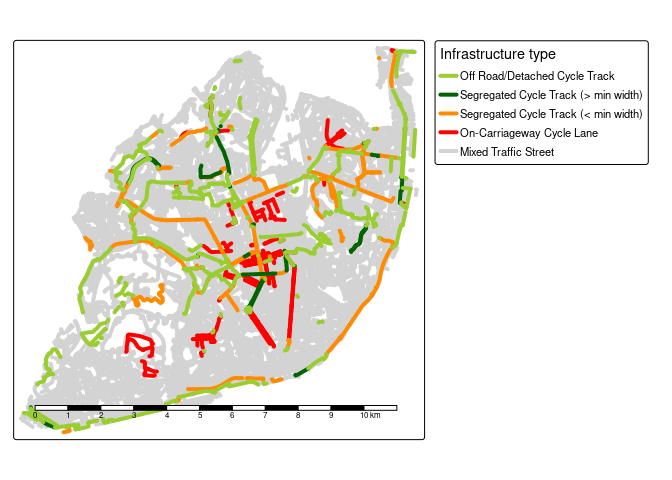 Infrastructure type
Off Road/Detached Cycle Track
Segregated Cycle Track (> min width)
Segregated Cycle Track (< min width)
On-Carriageway Cycle Lane
Mixed Traffic Street
0 1 2 3 4 5 6 7 8 9 10 km